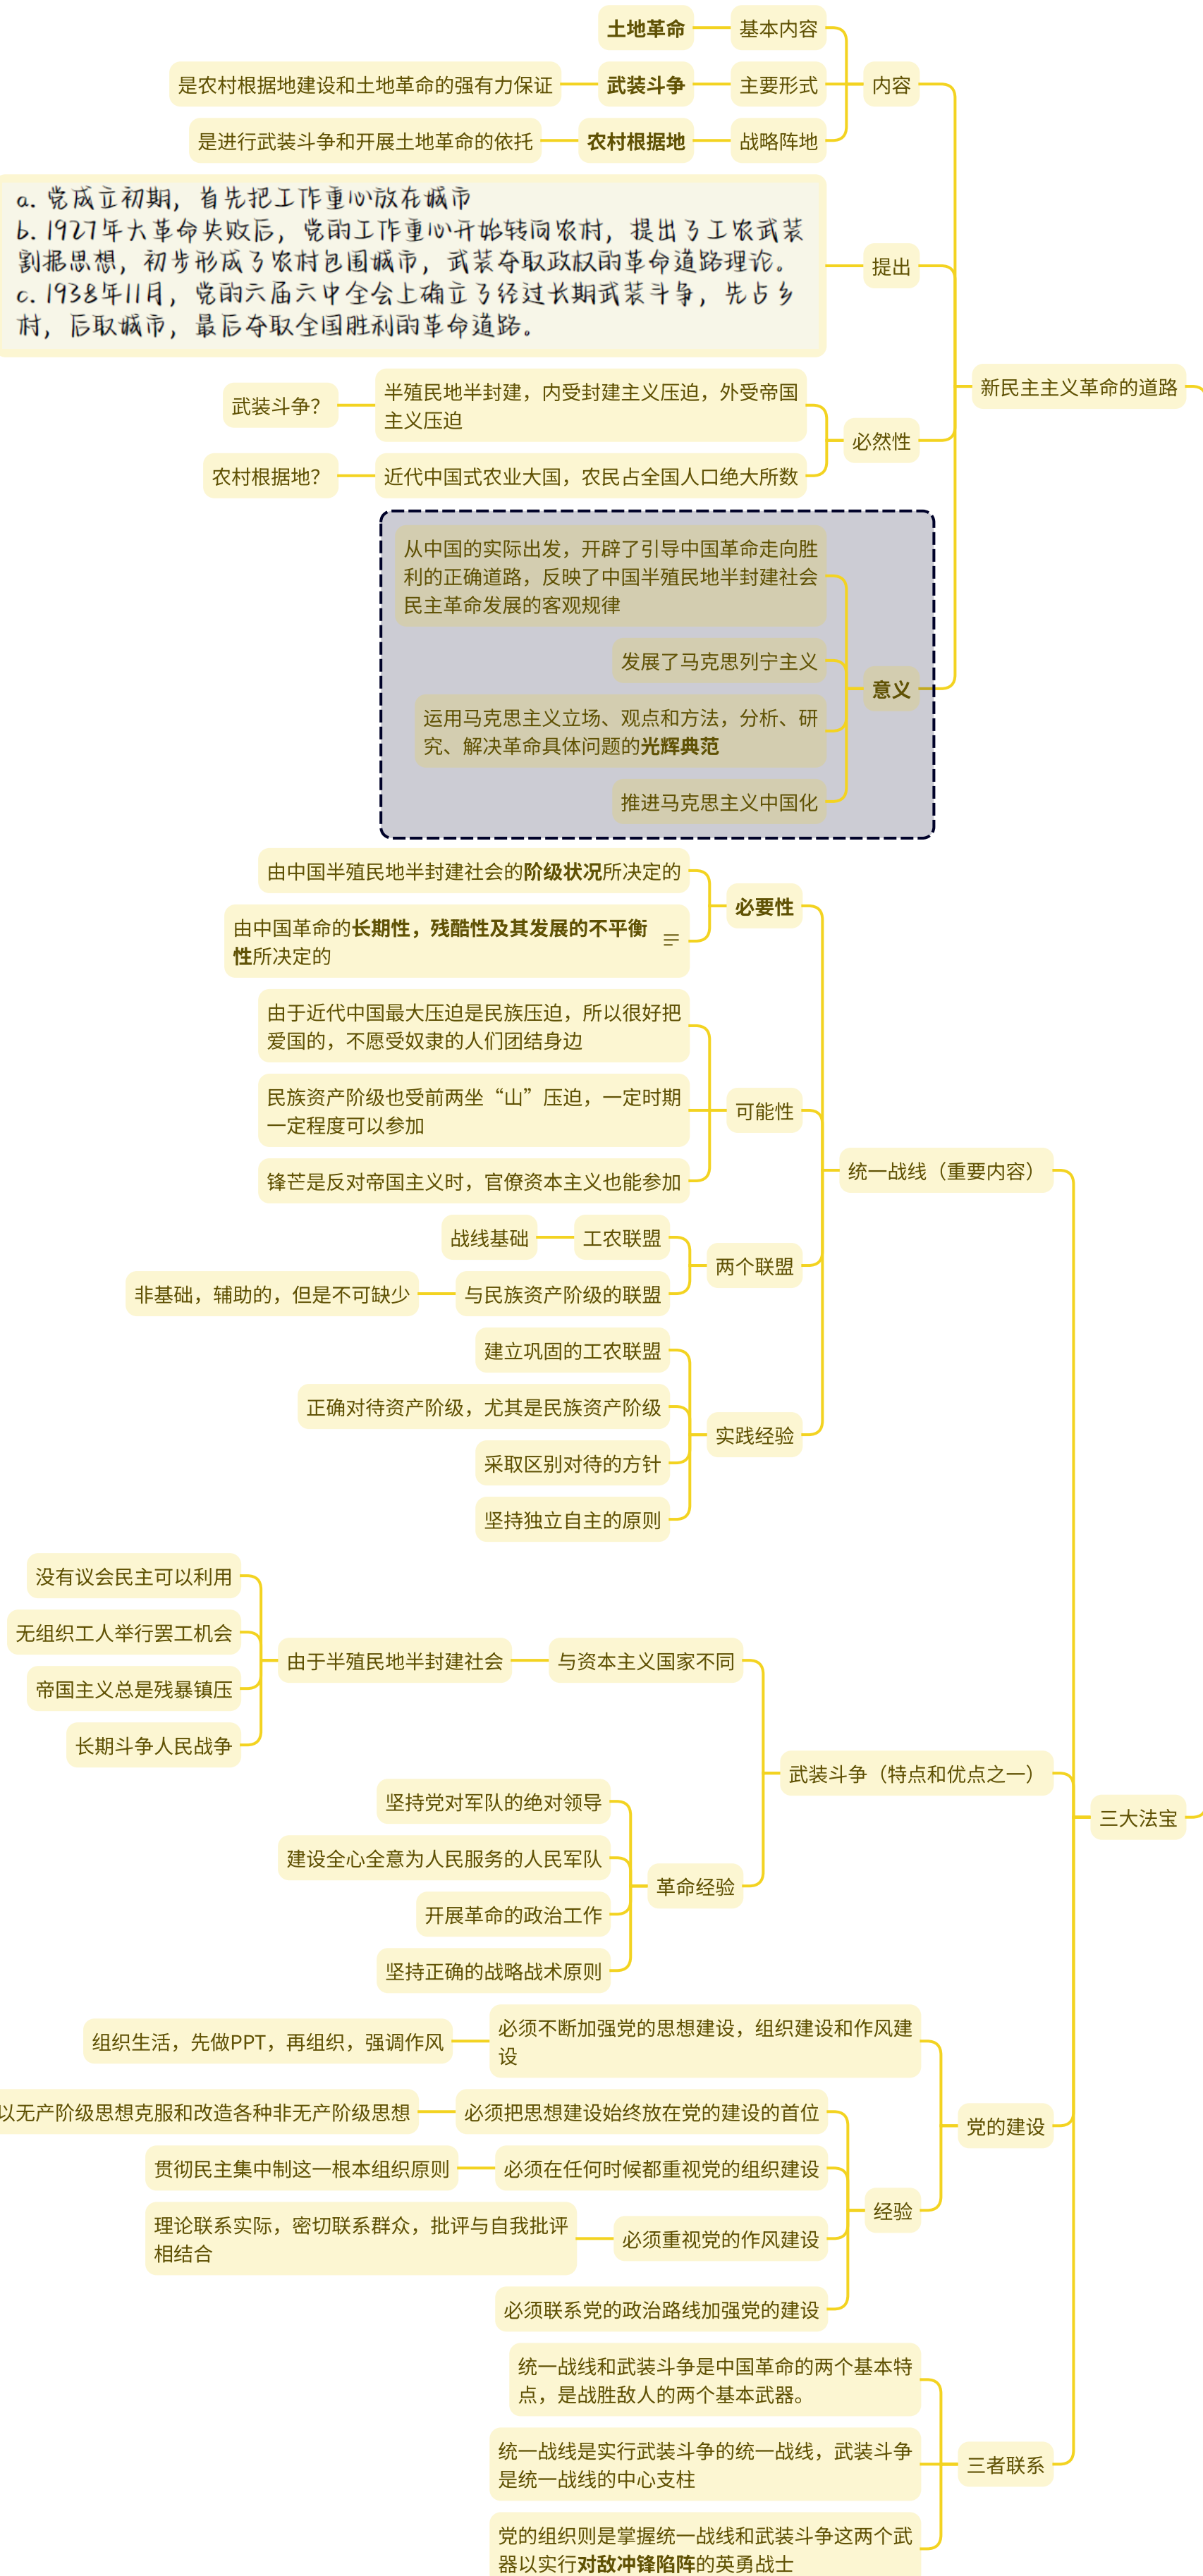 新民主主义革命的道路
内容
基本内容
土地革命
主要形式
武装斗争
是农村根据地建设和土地革命的强有力保证
战略阵地
农村根据地
是进行武装斗争和开展土地革命的依托
提出
a. 党成立初期，首先把工作重心放在城市
b. 1927年大革命失败后，党的工作重心开始转向农村，提出了工农武装
割据思想，初步形成了农村包围城市，武装夺取政权的革命道路理论。
c. 1938年11月，党的六届六中全会上确立了经过长期武装斗争，先占乡
村，后取城市，最后夺取全国胜利的革命道路。
必然性
半殖民地半封建，内受封建主义压迫，外受帝国
主义压迫
武装斗争？
近代中国式农业大国，农民占全国人口绝大所数
农村根据地？
意义
从中国的实际出发，开辟了引导中国革命走向胜
利的正确道路，反映了中国半殖民地半封建社会
民主革命发展的客观规律
发展了马克思列宁主义
运用马克思主义立场、观点和方法，分析、研
究、解决革命具体问题的光辉典范
推进马克思主义中国化
三大法宝
统一战线（重要内容）
必要性
由中国半殖民地半封建社会的阶级状况所决定的
由中国革命的长期性，残酷性及其发展的不平衡
性所决定的
可能性
由于近代中国最大压迫是民族压迫，所以很好把
爱国的，不愿受奴隶的人们团结身边
民族资产阶级也受前两坐“山”压迫，一定时期
一定程度可以参加
锋芒是反对帝国主义时，官僚资本主义也能参加
两个联盟
工农联盟
战线基础
与民族资产阶级的联盟
非基础，辅助的，但是不可缺少
实践经验
建立巩固的工农联盟
正确对待资产阶级，尤其是民族资产阶级
采取区别对待的方针
坚持独立自主的原则
武装斗争（特点和优点之一）
与资本主义国家不同
由于半殖民地半封建社会
没有议会民主可以利用
无组织工人举行罢工机会
帝国主义总是残暴镇压
长期斗争人民战争
革命经验
坚持党对军队的绝对领导
建设全心全意为人民服务的人民军队
开展革命的政治工作
坚持正确的战略战术原则
党的建设
必须不断加强党的思想建设，组织建设和作风建
设
组织生活，先做PPT，再组织，强调作风
经验
必须把思想建设始终放在党的建设的首位
以无产阶级思想克服和改造各种非无产阶级思想
必须在任何时候都重视党的组织建设
贯彻民主集中制这一根本组织原则
必须重视党的作风建设
理论联系实际，密切联系群众，批评与自我批评
相结合
必须联系党的政治路线加强党的建设
三者联系
统一战线和武装斗争是中国革命的两个基本特
点，是战胜敌人的两个基本武器。
统一战线是实行武装斗争的统一战线，武装斗争
是统一战线的中心支柱
党的组织则是掌握统一战线和武装斗争这两个武
器以实行对敌冲锋陷阵的英勇战士